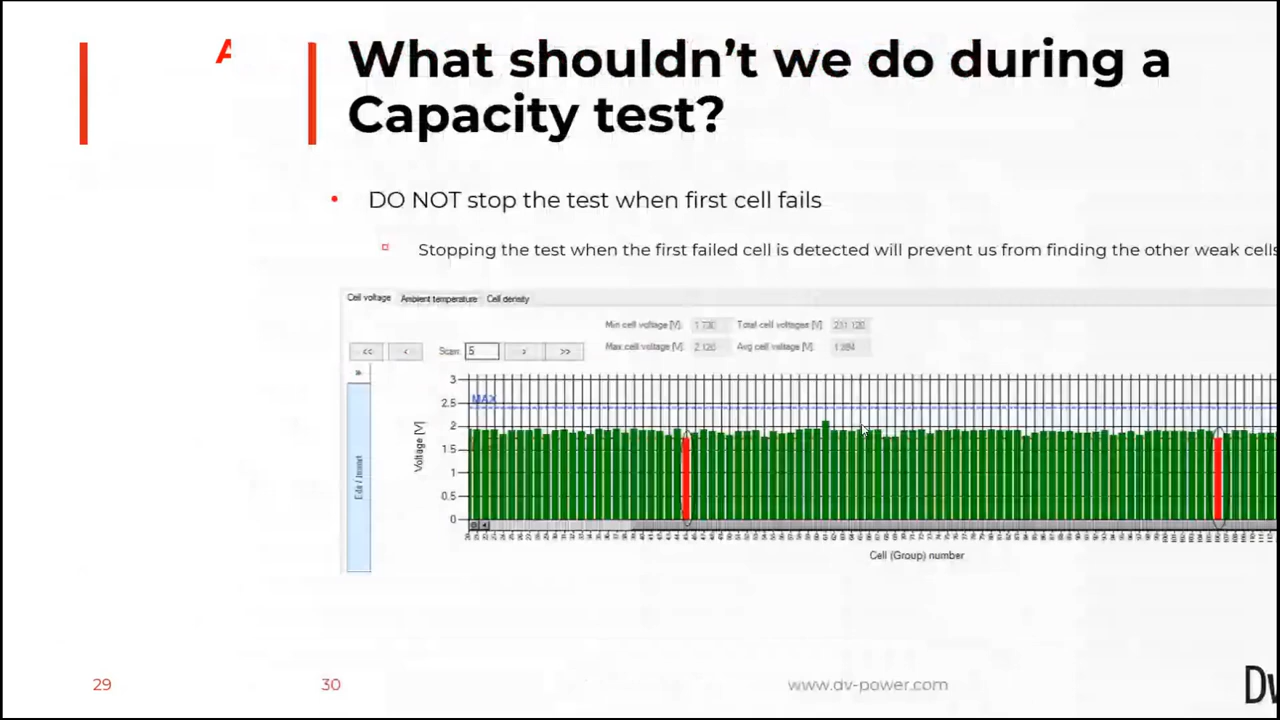 A
What shouldn't we do during a
Capacity test?
• DO NOT stop the test when first cell fails
Stopping the test when the first failed cell is detected will prevent us from finding the other weak cells
Cell voltage Ambient temperature Cell density
Min cell voltage [V]: Total cell voltages [V]
Max cell voltage [V]: 2.120 Avg cell voltage [V]:
<< < Scan: 5 > >>
»
3
2.5
MAX
2
1.5
1
0.5
0
Voltage [V]
Cell (Group) number
29
30
www.dv-power.com
Dv